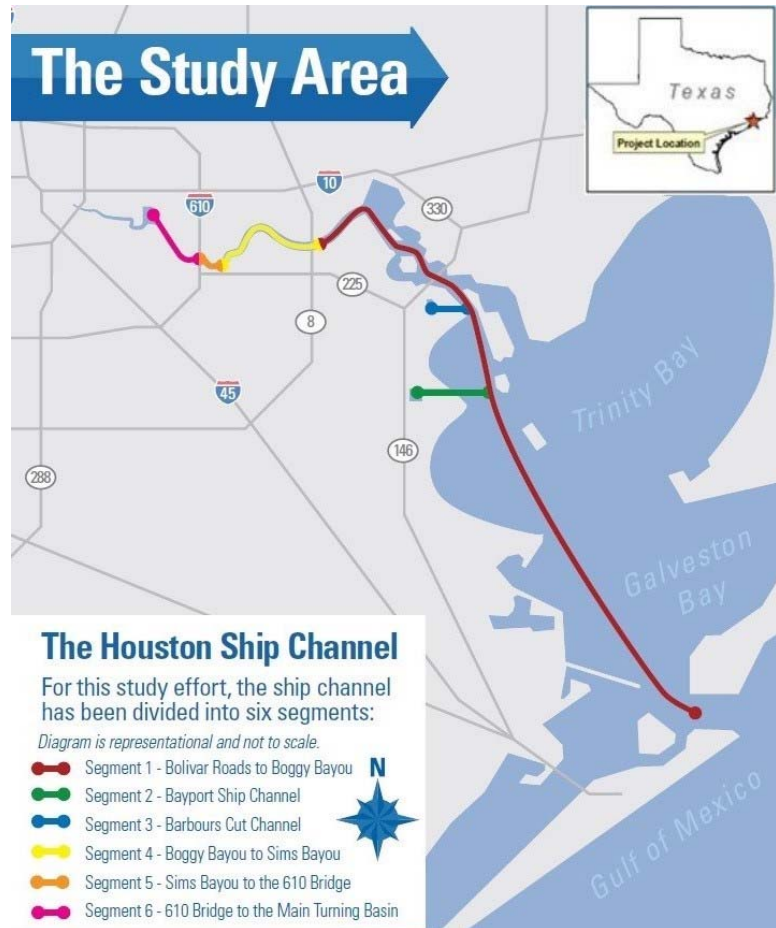 The Study Area
Texas
Project Location
10
610
330
225
8
45
146
288
Trinity Bay
Galveston
Bay
Gulf of Mexico
The Houston Ship Channel
For this study effort, the ship channel
has been divided into six segments:
Diagram is representational and not to scale.
N
Segment 1 - Bolivar Roads to Boggy Bayou
Segment 2 - Bayport Ship Channel
Segment 3 - Barbours Cut Channel
Segment 4 - Boggy Bayou to Sims Bayou
Segment 5 - Sims Bayou to the 610 Bridge
Segment 6 - 610 Bridge to the Main Turning Basin